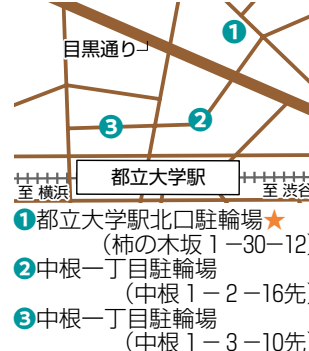 ❶
目黒通り
❸
❷
都立大学駅
至 横浜
至 渋谷
❶都立大学駅北口駐輪場★
（柿の木坂1−30−12）
❷中根一丁目駐輪場
（中根1−2−16先）
❸中根一丁目駐輪場
（中根1−3−10先）